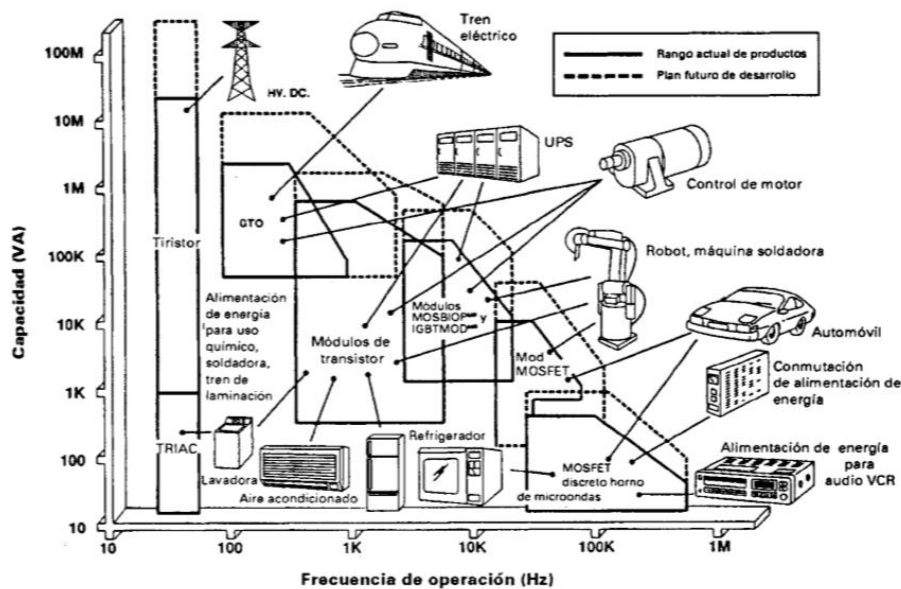 Tren
eléctrico
Rango actual de productos
Plan futuro de desarrollo
HV. DC.
UPS
Control de motor
Robot, máquina soldadora
Automóvil
Conmutación
de alimentación de
energía
Alimentación de energía
para
audio VCR
GTO
Tiristor
Alimentación
de energía
para uso
químico,
soldadora,
tren de
laminación
Módulos
de transistor
Módulos
MOSBIOP y
IGBTMOD
Mod
MOSFET
TRIAC
Lavadora
Aire acondicionado
Refrigerador
MOSFET
discreto horno
de microondas
Capacidad (VA)
100M
10M
1M
100K
10K
1K
100
10
10
100
1K
10K
100K
1M
Frecuencia de operación (Hz)